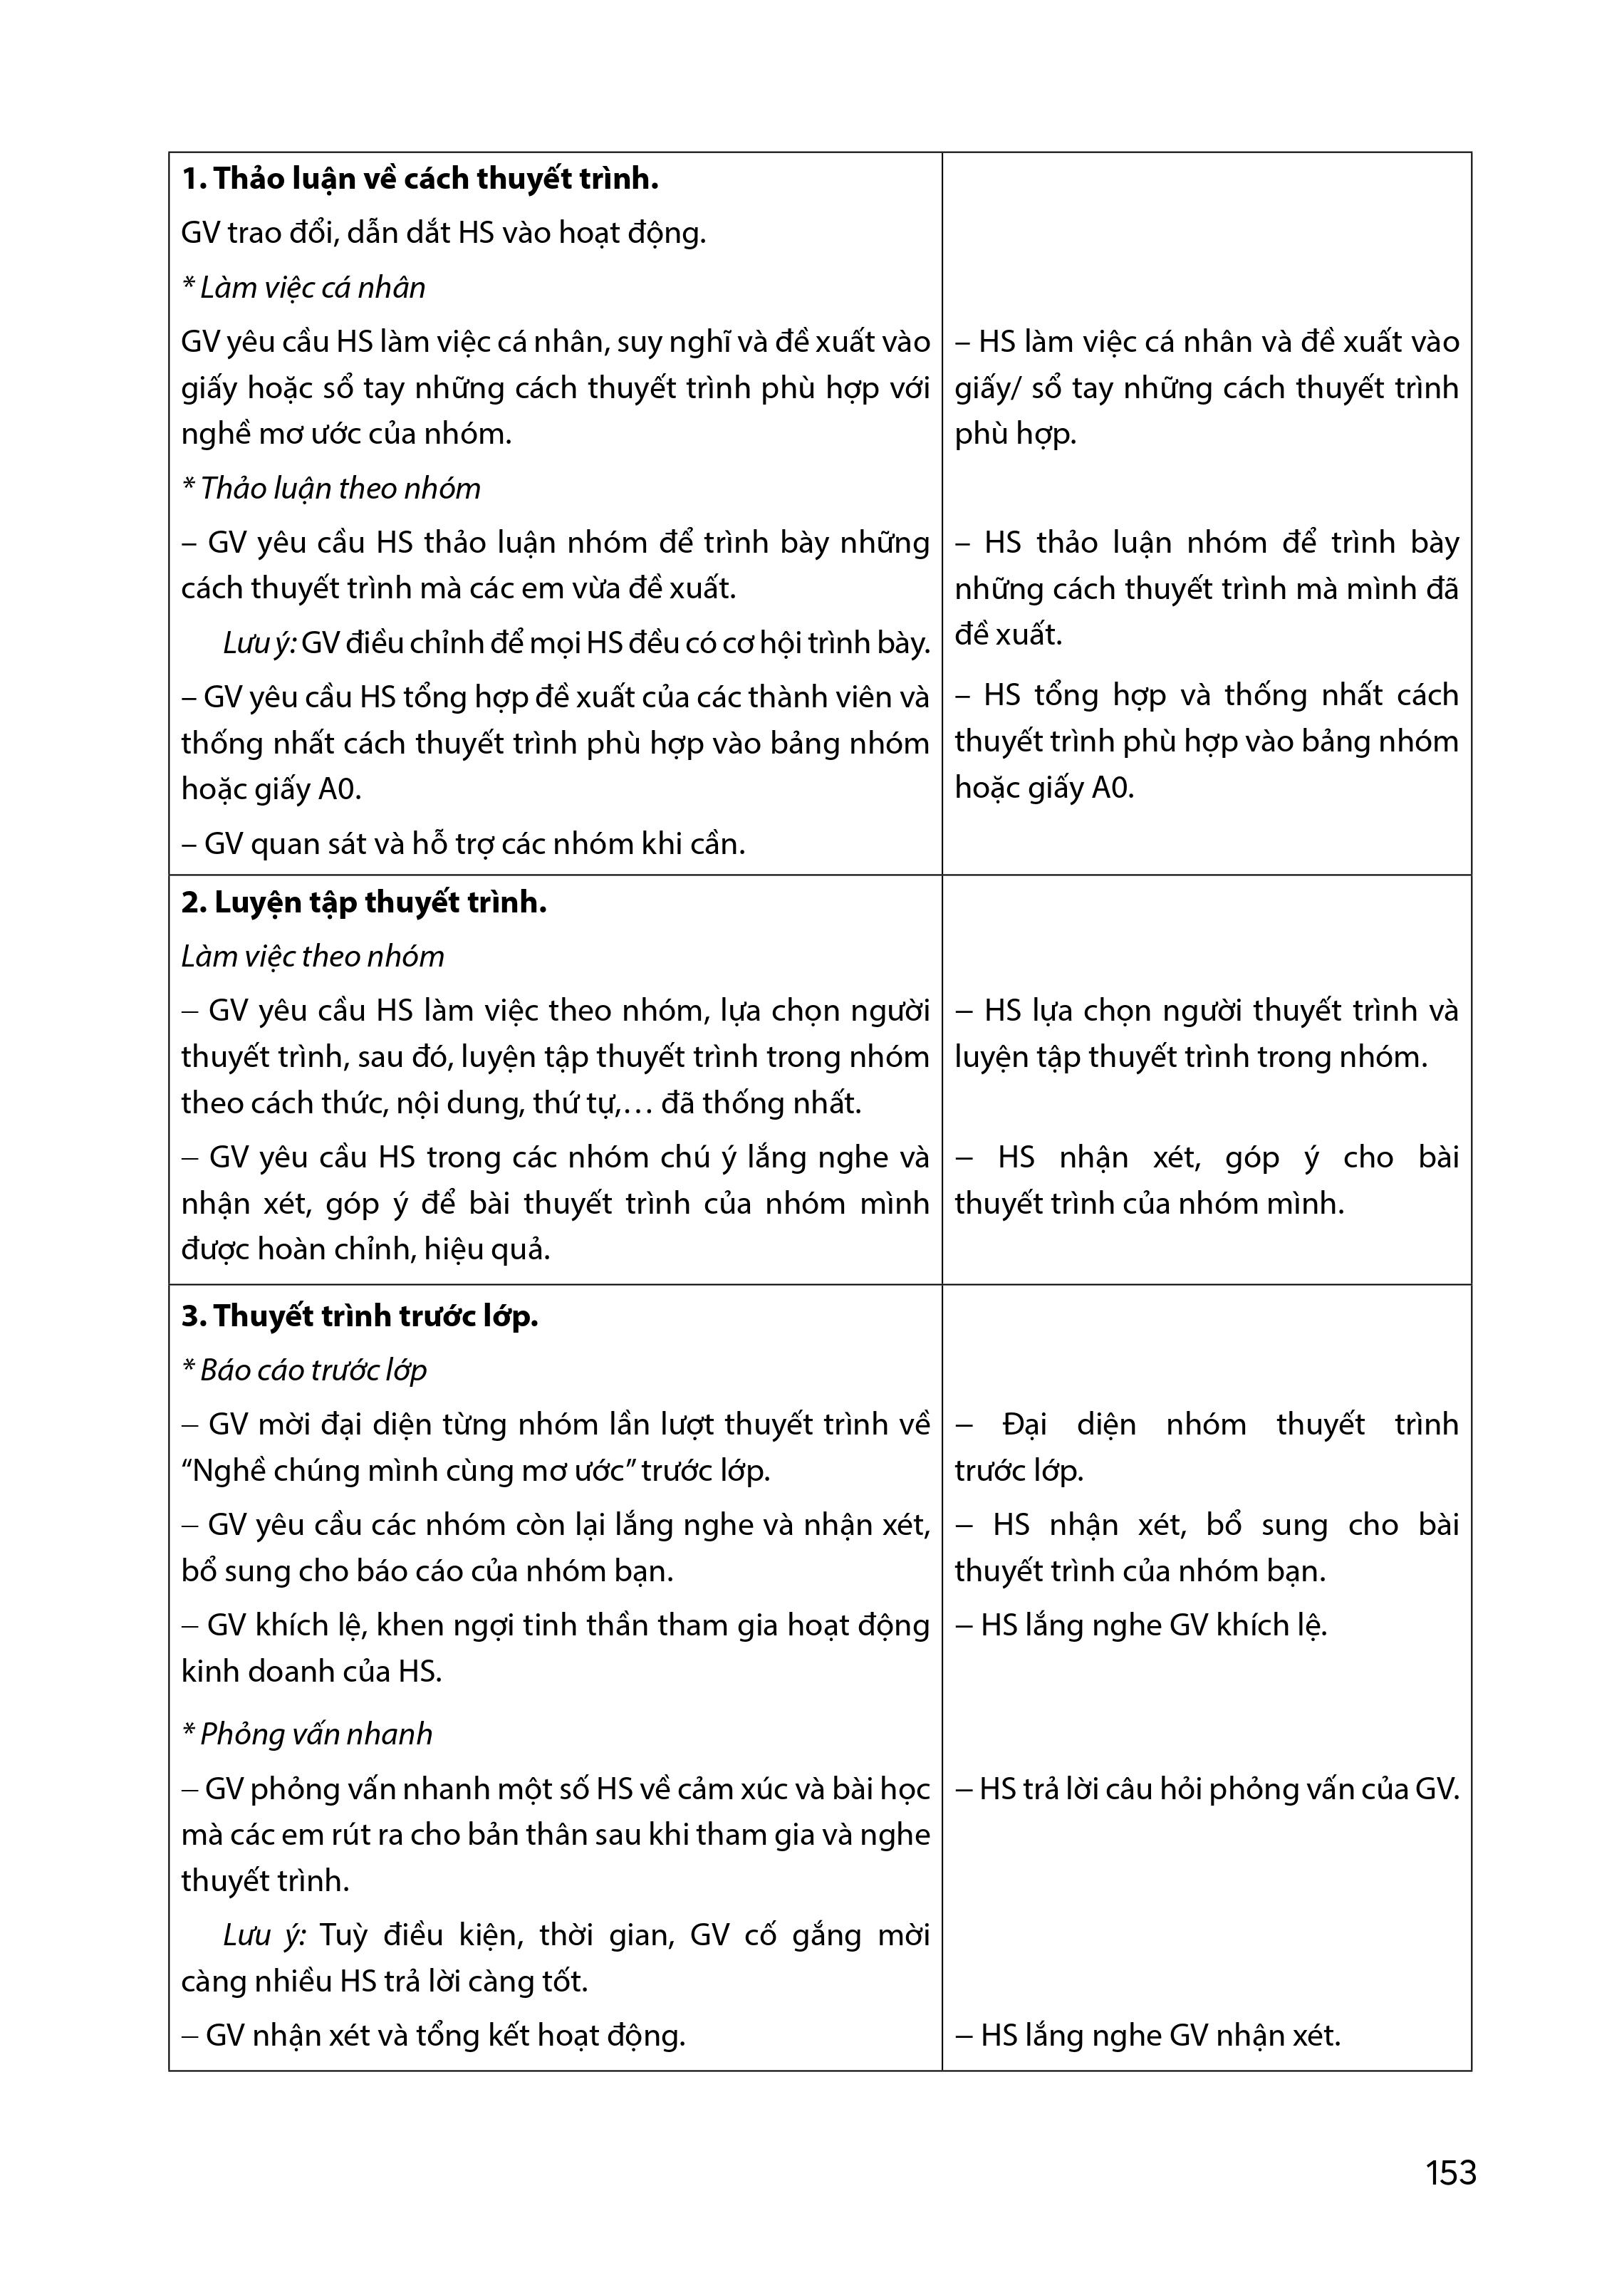 1. Thảo luận về cách thuyết trình.
GV trao đổi, dẫn dắt HS vào hoạt động.
* Làm việc cá nhân
GV yêu cầu HS làm việc cá nhân, suy nghĩ và đề xuất vào
giấy hoặc sổ tay những cách thuyết trình phù hợp với
nghề mơ ước của nhóm.
* Thảo luận theo nhóm
– GV yêu cầu HS thảo luận nhóm để trình bày những
cách thuyết trình mà các em vừa đề xuất.
Lưu ý: GV điều chỉnh để mọi HS đều có cơ hội trình bày.
– GV yêu cầu HS tổng hợp đề xuất của các thành viên và
thống nhất cách thuyết trình phù hợp vào bảng nhóm
hoặc giấy A0.
– GV quan sát và hỗ trợ các nhóm khi cần.
– HS làm việc cá nhân và đề xuất vào
giấy/ sổ tay những cách thuyết trình
phù hợp.
– HS thảo luận nhóm để trình bày
những cách thuyết trình mà mình đã
đề xuất.
– HS tổng hợp và thống nhất cách
thuyết trình phù hợp vào bảng nhóm
hoặc giấy A0.
2. Luyện tập thuyết trình.
Làm việc theo nhóm
– GV yêu cầu HS làm việc theo nhóm, lựa chọn người
thuyết trình, sau đó, luyện tập thuyết trình trong nhóm
theo cách thức, nội dung, thứ tự,… đã thống nhất.
– GV yêu cầu HS trong các nhóm chú ý lắng nghe và
nhận xét, góp ý để bài thuyết trình của nhóm mình
được hoàn chỉnh, hiệu quả.
– HS lựa chọn người thuyết trình và
luyện tập thuyết trình trong nhóm.
– HS nhận xét, góp ý cho bài
thuyết trình của nhóm mình.
3. Thuyết trình trước lớp.
* Báo cáo trước lớp
– GV mời đại diện từng nhóm lần lượt thuyết trình về
“Nghề chúng mình cùng mơ ước” trước lớp.
– GV yêu cầu các nhóm còn lại lắng nghe và nhận xét,
bổ sung cho báo cáo của nhóm bạn.
– GV khích lệ, khen ngợi tinh thần tham gia hoạt động
kinh doanh của HS.
* Phỏng vấn nhanh
– GV phỏng vấn nhanh một số HS về cảm xúc và bài học
mà các em rút ra cho bản thân sau khi tham gia và nghe
thuyết trình.
Lưu ý: Tuỳ điều kiện, thời gian, GV cố gắng mời
càng nhiều HS trả lời càng tốt.
– GV nhận xét và tổng kết hoạt động.
– Đại diện nhóm thuyết trình
trước lớp.
– HS nhận xét, bổ sung cho bài
thuyết trình của nhóm bạn.
– HS lắng nghe GV khích lệ.
– HS trả lời câu hỏi phỏng vấn của GV.
– HS lắng nghe GV nhận xét.
153